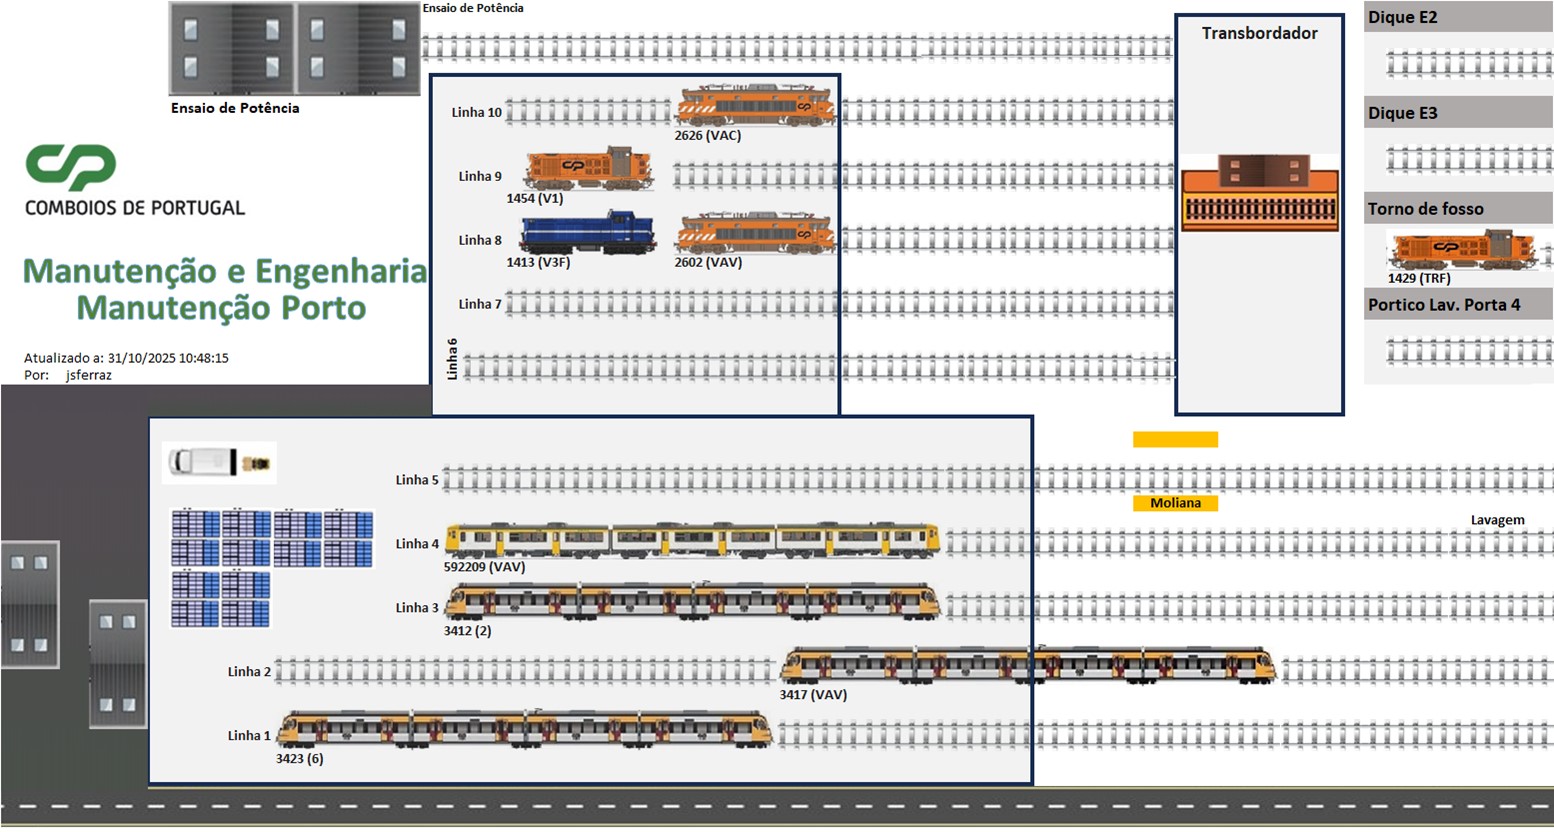 Ensaio de Potência
Ensaio de Potência
CP
COMBOIOS DE PORTUGAL
Manutenção e Engenharia
Manutenção Porto
Atualizado a: 31/10/2025 10:48:15
Por: jsferraz
Linha 10
2626 (VAC)
Linha 9
1454 (V1)
Linha 8
1413 (V3F)
2602 (VAV)
Linha 7
Linha6
Transbordador
Dique E2
Dique E3
Torno de fosso
1429 (TRF)
Portico Lav. Porta 4
Linha 5
Moliana
Lavagem
Linha 4
592209 (VAV)
Linha 3
3412 (2)
Linha 2
3417 (VAV)
Linha 1
3423 (6)